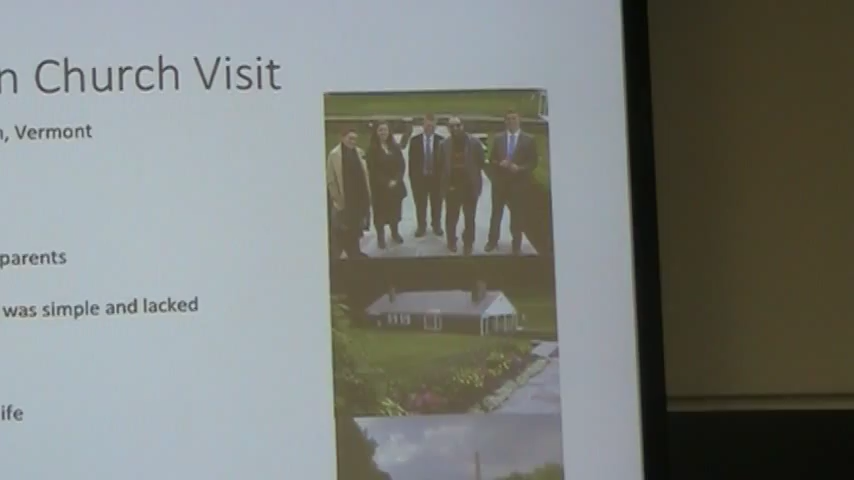 n Church Visit
, Vermont
parents
was simple and lacked
ife